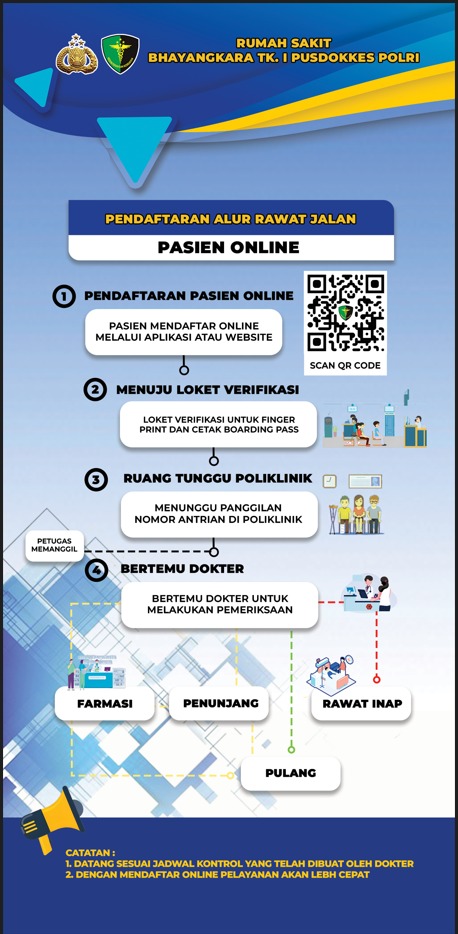 RUMAH SAKIT
BHAYANGKARA TK. I PUSDOKKES POLRI
PENDAFTARAN ALUR RAWAT JALAN
PASIEN ONLINE
1 PENDAFTARAN PASIEN ONLINE
PASIEN MENDAFTAR ONLINE
MELALUI APLIKASI ATAU WEBSITE
SCAN QR CODE
2 MENUJU LOKET VERIFIKASI
LOKET VERIFIKASI UNTUK FINGER
PRINT DAN CETAK BOARDING PASS
3 RUANG TUNGGU POLIKLINIK
MENUNGGU PANGGILAN
NOMOR ANTRIAN DI POLIKLINIK
PETUGAS
MEMANGGIL
4 BERTEMU DOKTER
BERTEMU DOKTER UNTUK
MELAKUKAN PEMERIKSAAN
FARMASI
PENUNJANG
RAWAT INAP
PULANG
CATATAN :
1. DATANG SESUAI JADWAL KONTROL YANG TELAH DIBUAT OLEH DOKTER
2. DENGAN MENDAFTAR ONLINE PELAYANAN AKAN LEBH CEPAT